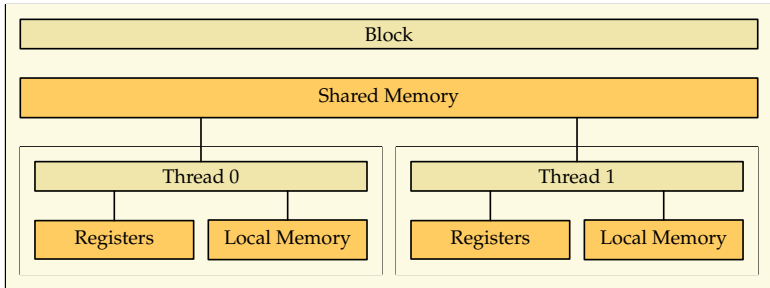 Block
Shared Memory
Thread 0
Thread 1
Registers
Local Memory
Registers
Local Memory